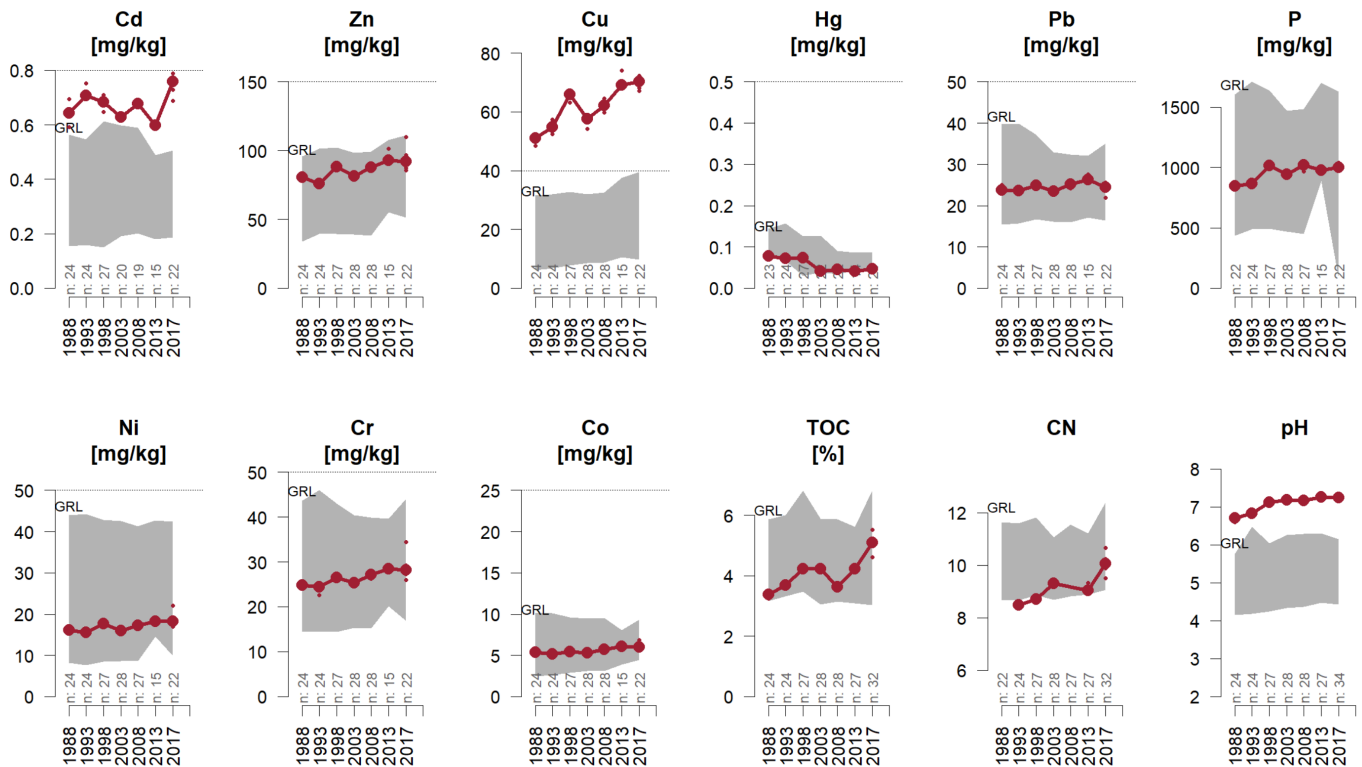 Cd
[mg/kg]
0.8
0.6
0.4
0.2
0.0
GRL
n: 24
n: 24
n: 27
n: 20
n: 19
n: 15
n: 22
1988
1993
1998
2003
2008
2013
2017
Zn
[mg/kg]
150
100
50
0
GRL
n: 24
n: 24
n: 27
n: 28
n: 28
n: 15
n: 22
1988
1993
1998
2003
2008
2013
2017
Cu
[mg/kg]
80
60
40
20
0
GRL
n: 24
n: 24
n: 27
n: 28
n: 28
n: 15
n: 22
1988
1993
1998
2003
2008
2013
2017
Hg
[mg/kg]
0.5
0.4
0.3
0.2
0.1
0.0
GRL
n: 23
n: 24
1988
1993
1998
2003
2008
2013
2017
Pb
[mg/kg]
50
40
30
20
10
0
GRL
n: 24
n: 24
n: 27
n: 28
n: 28
n: 15
n: 22
1988
1993
1998
2003
2008
2013
2017
P
[mg/kg]
1500
1000
500
0
GRL
n: 22
n: 24
n: 27
n: 28
n: 28
n: 15
n: 22
1988
1993
1998
2003
2008
2013
2017
Ni
[mg/kg]
50
40
30
20
10
0
GRL
n: 24
n: 24
n: 27
n: 28
n: 28
n: 15
n: 22
1988
1993
1998
2003
2008
2013
2017
Cr
[mg/kg]
50
40
30
20
10
0
GRL
n: 24
n: 24
n: 27
n: 28
n: 28
n: 15
n: 22
1988
1993
1998
2003
2008
2013
2017
Co
[mg/kg]
25
20
15
10
5
0
GRL
n: 24
n: 24
n: 27
n: 28
n: 28
n: 15
n: 22
1988
1993
1998
2003
2008
2013
2017
TOC
[%]
6
4
2
0
GRL
n: 24
n: 24
n: 27
n: 28
n: 28
n: 27
n: 32
1988
1993
1998
2003
2008
2013
2017
CN
12
10
8
6
GRL
n: 22
n: 24
n: 27
n: 28
n: 28
n: 27
n: 32
1988
1993
1998
2003
2008
2013
2017
pH
8
7
6
5
4
3
2
GRL
n: 24
n: 24
n: 27
n: 28
n: 28
n: 27
n: 34
1988
1993
1998
2003
2008
2013
2017